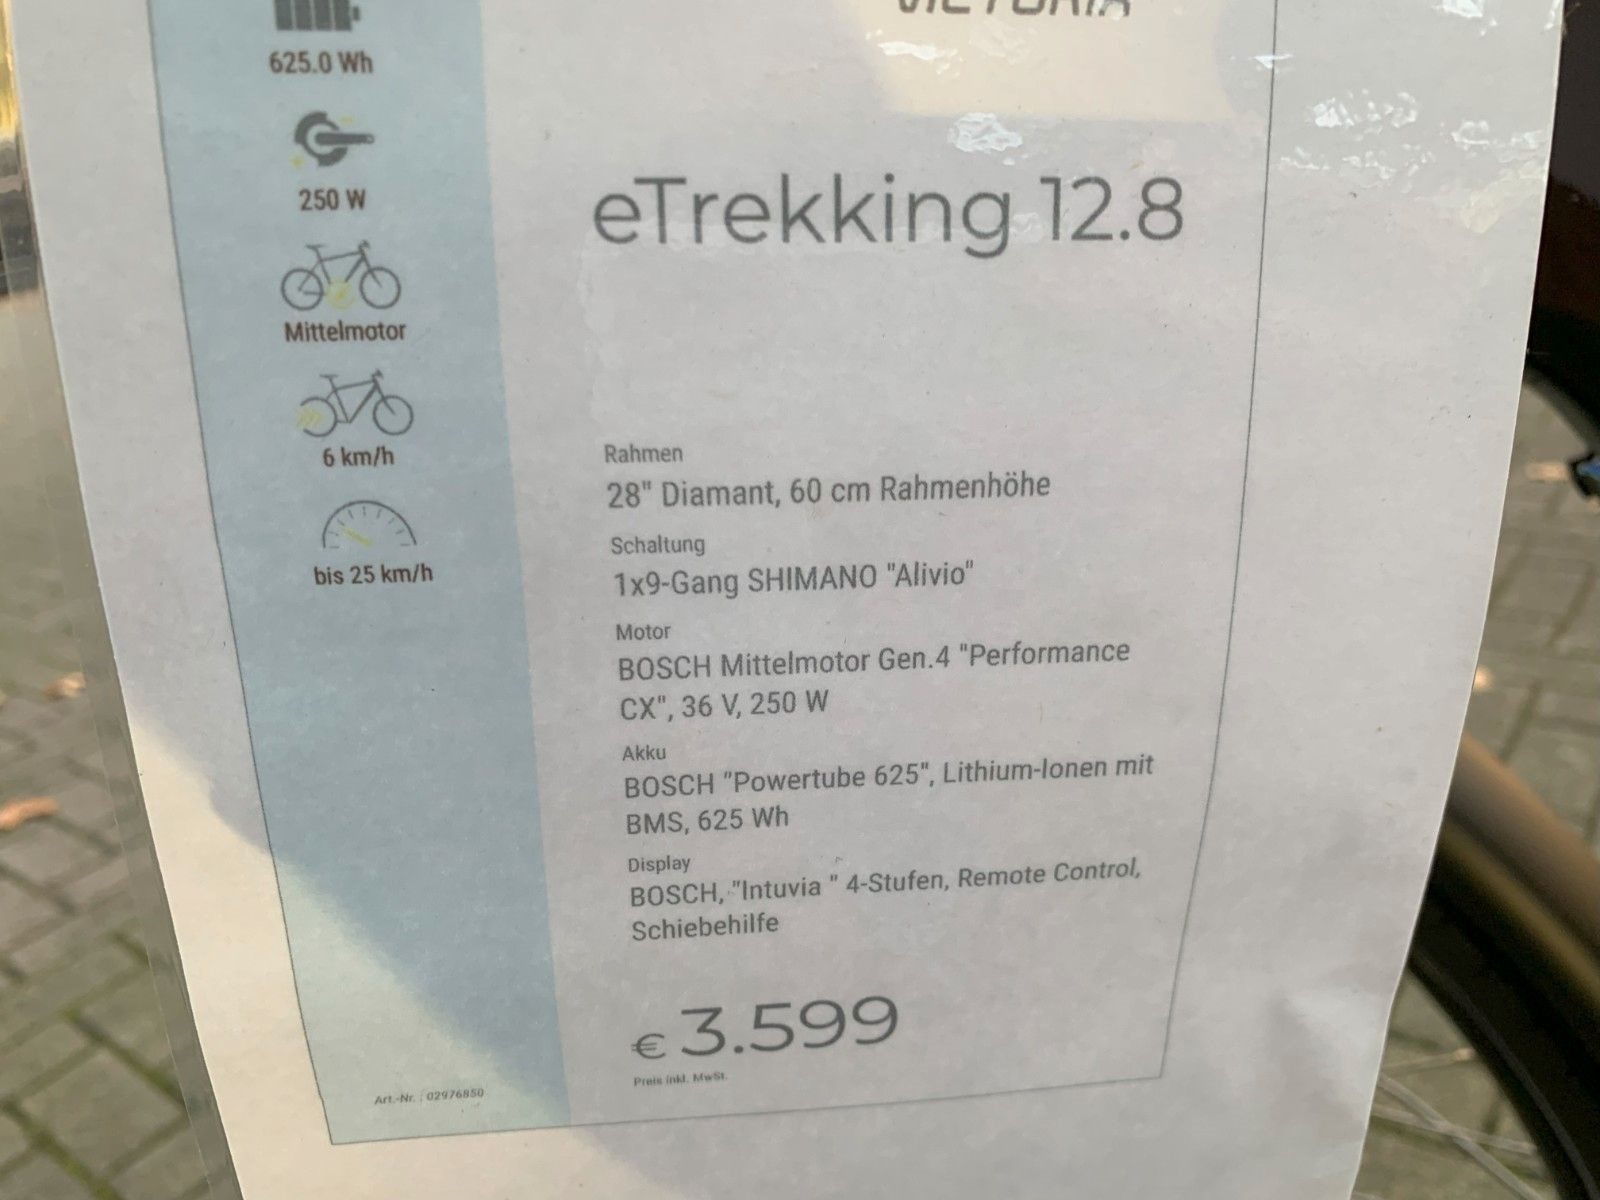 VICTORIA
625.0 Wh
250 W
Mittelmotor
6 km/h
bis 25 km/h
eTrekking 12.8
Rahmen
28" Diamant, 60 cm Rahmenhöhe
Schaltung
1x9-Gang SHIMANO "Alivio"
Motor
BOSCH Mittelmotor Gen.4 "Performance
CX", 36 V, 250 W
Akku
BOSCH "Powertube 625", Lithium-Ionen mit
BMS, 625 Wh
Display
BOSCH, "Intuvia " 4-Stufen, Remote Control,
Schiebehilfe
€ 3.599
Preis inkl. MwSt.
Art.-Nr. : 02976850